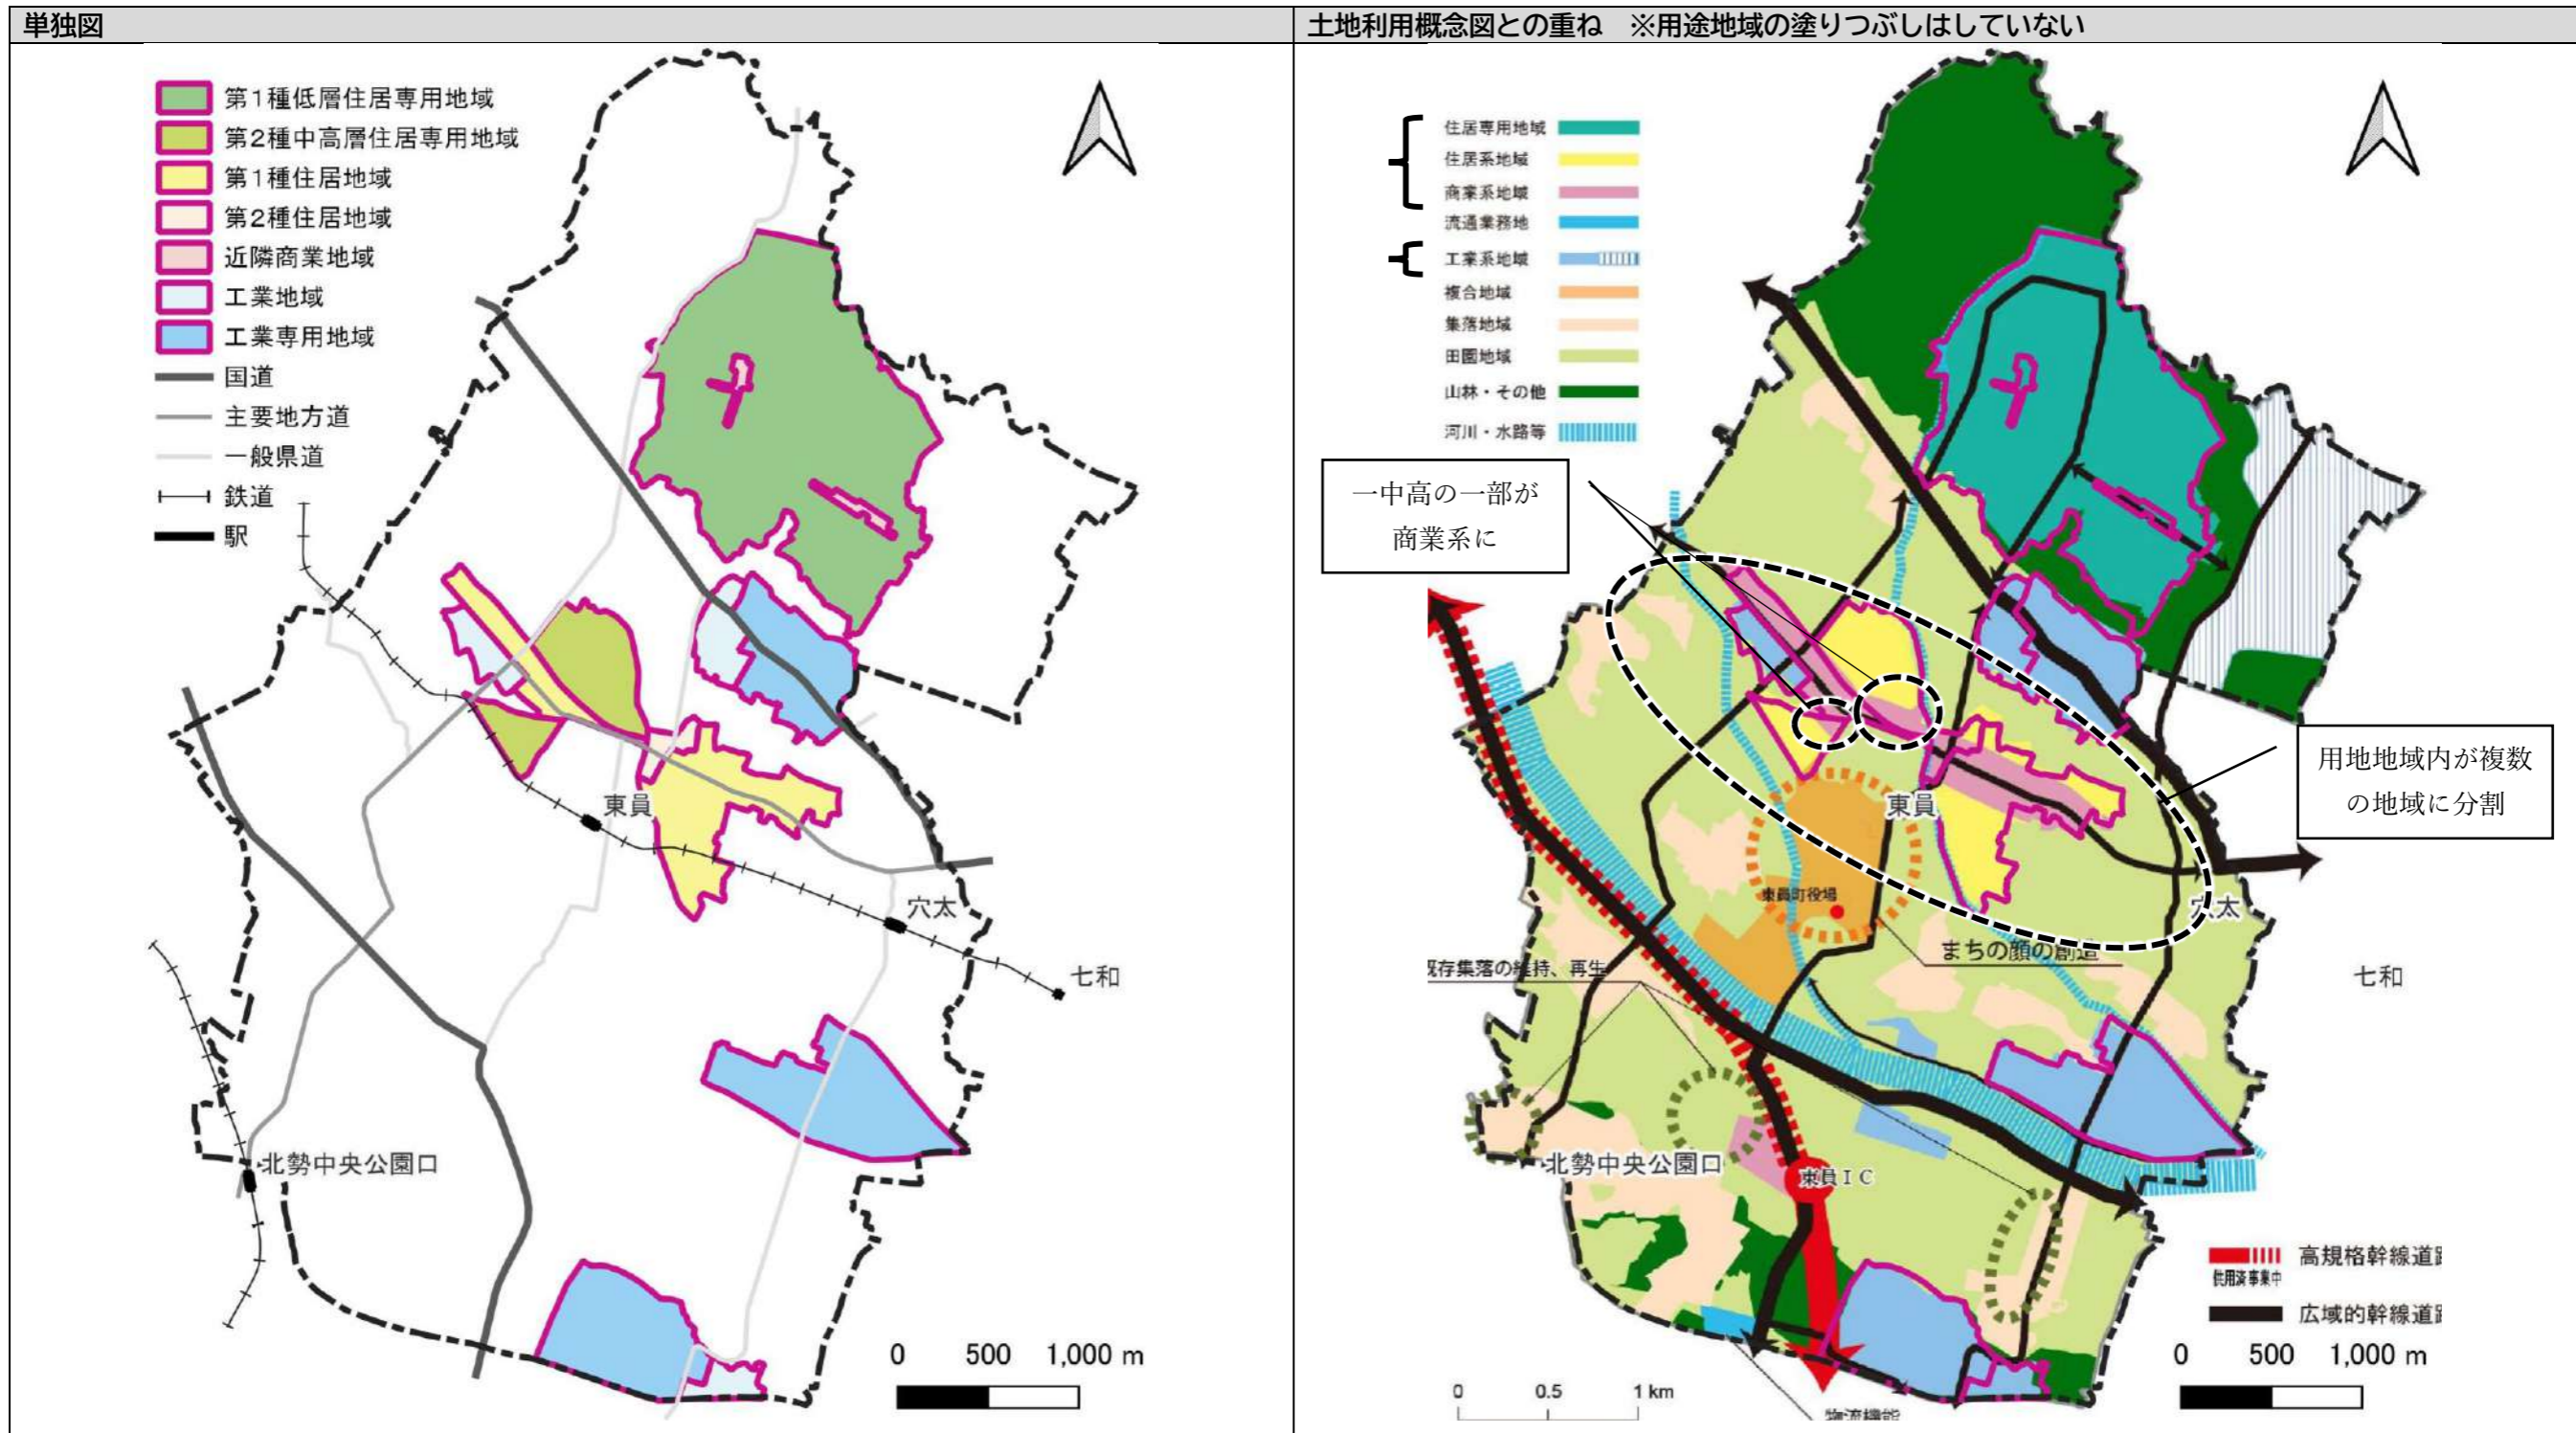 単独図
土地利用概念図との重ね　※用途地域の塗りつぶしはしていない
第1種低層住居専用地域
第2種中高層住居専用地域
第1種住居地域
第2種住居地域
近隣商業地域
工業地域
工業専用地域
国道
主要地方道
一般県道
鉄道
駅
東員
穴太
七和
北勢中央公園口
0 500 1,000 m
住居専用地域
住居系地域
商業系地域
流通業務地
工業系地域
複合地域
集落地域
田園地域
山林・その他
河川・水路等
一中高の一部が
商業系に
用地地域内が複数
の地域に分割
東員
東員町役場
穴太
まちの顔の創造
既存集落の維持、再生
七和
北勢中央公園口
東員ＩＣ
高規格幹線道路
供用済 事業中
広域的幹線道路
0 500 1,000 m
0 0.5 1 km
物流機能